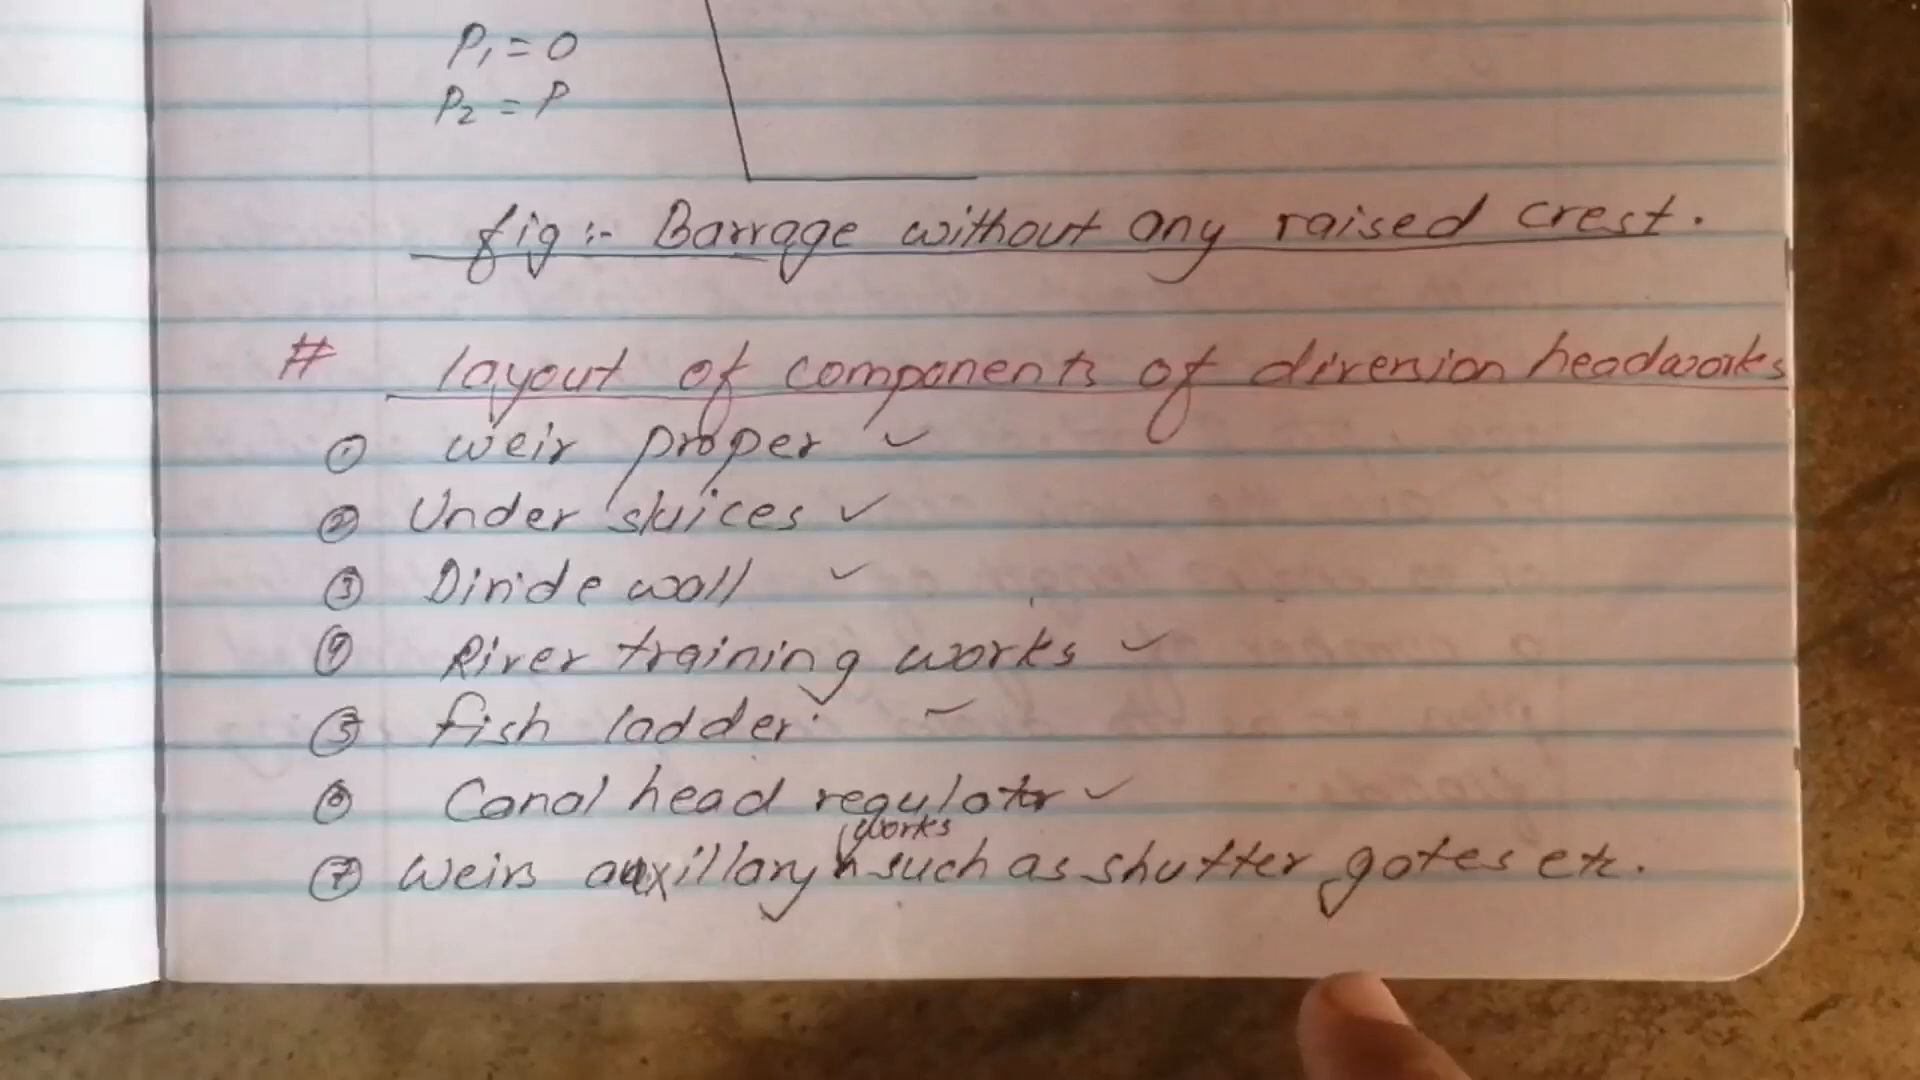 P1 = 0
P2 = P
fig :- Barrage without any raised crest.
# layout of components of diversion headworks
① weir proper ✓
② Under sluices ✓
③ Divide wall ✓
④ River training works ✓
⑤ fish ladder
⑥ Canal head regulator ✓
works
⑦ Weirs auxillary such as shutter gates etc.